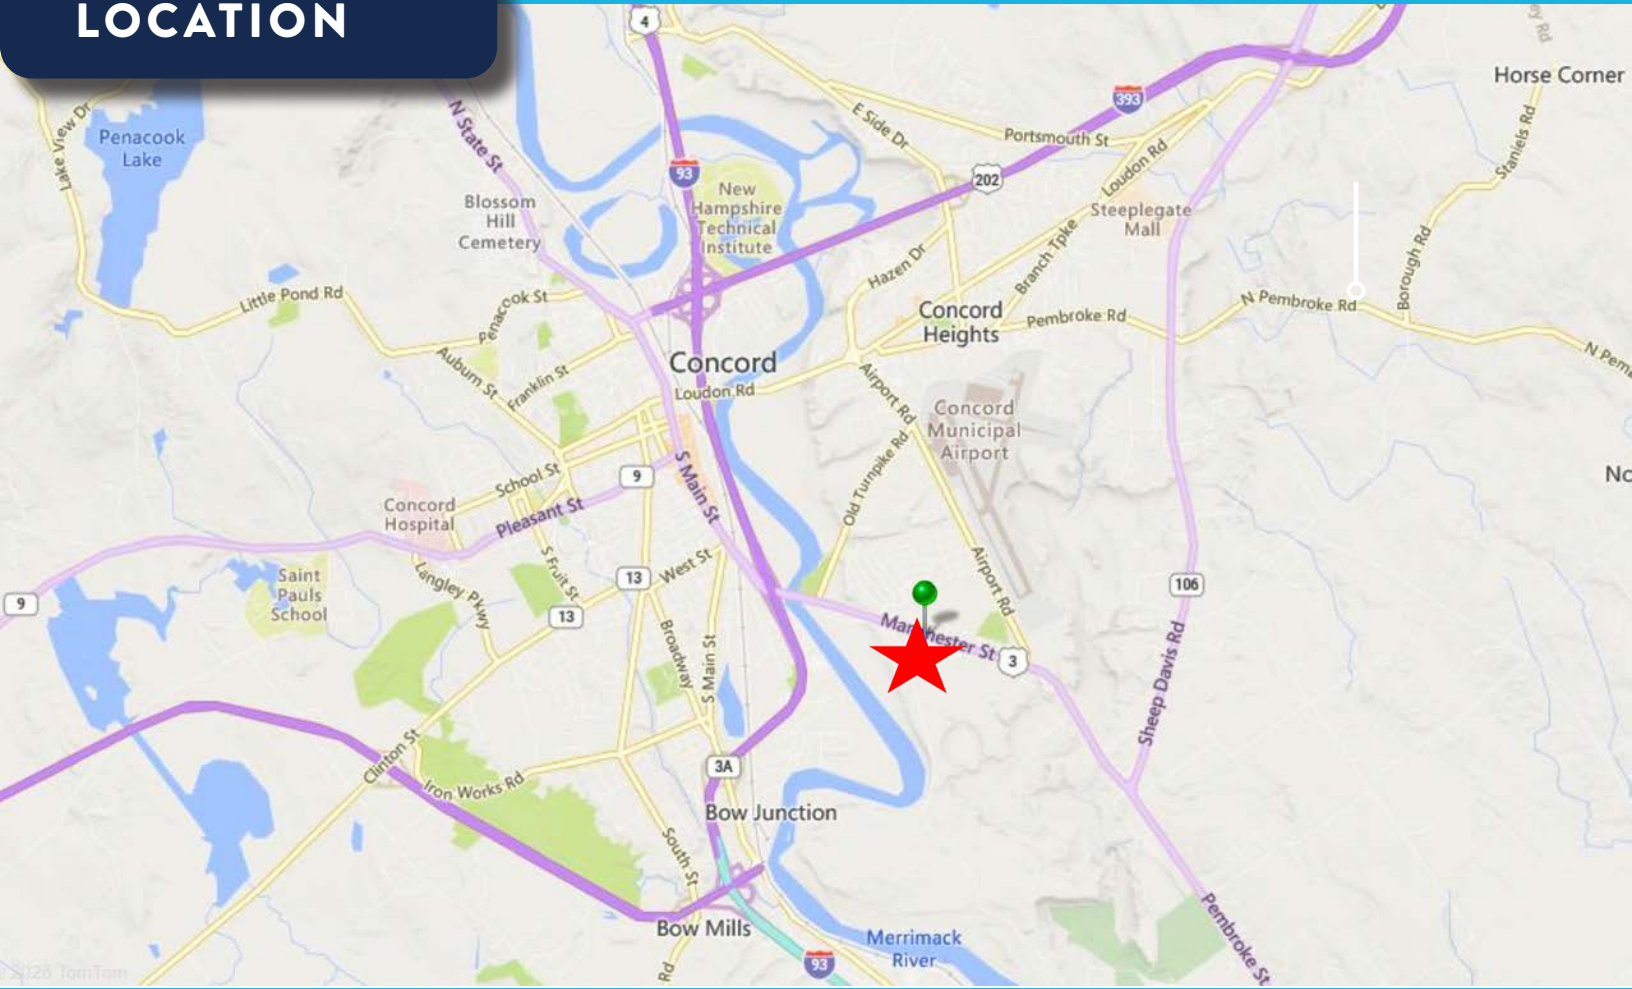 LOCATION
4
Horse Corner
Lake View Dr
Penacook
Lake
N State St
393
E Side Dr
Portsmouth St
Loudon Rd
Staniels Rd
93
202
New
Hampshire
Technical
Institute
Blossom
Hill
Cemetery
Steeplegate
Mall
Hazen Dr
Branch Tpke
Borough Rd
Little Pond Rd
Penacook St
Concord
Heights
Pembroke Rd
N Pembroke Rd
Auburn St
Franklin St
Concord
Loudon Rd
Airport Rd
Concord
Municipal
Airport
Old Turnpike Rd
School St
9
S Main St
Concord
Hospital
Pleasant St
S Fruit St
Langley Pkwy
13
West St
Airport Rd
Saint
Pauls
School
9
13
106
Manchester St
3
Broadway
S Main St
Sheep Davis Rd
Clinton St
Iron Works Rd
3A
Bow Junction
South St
Bow Mills
Merrimack
River
93
Rd
Pembroke St
TomTom